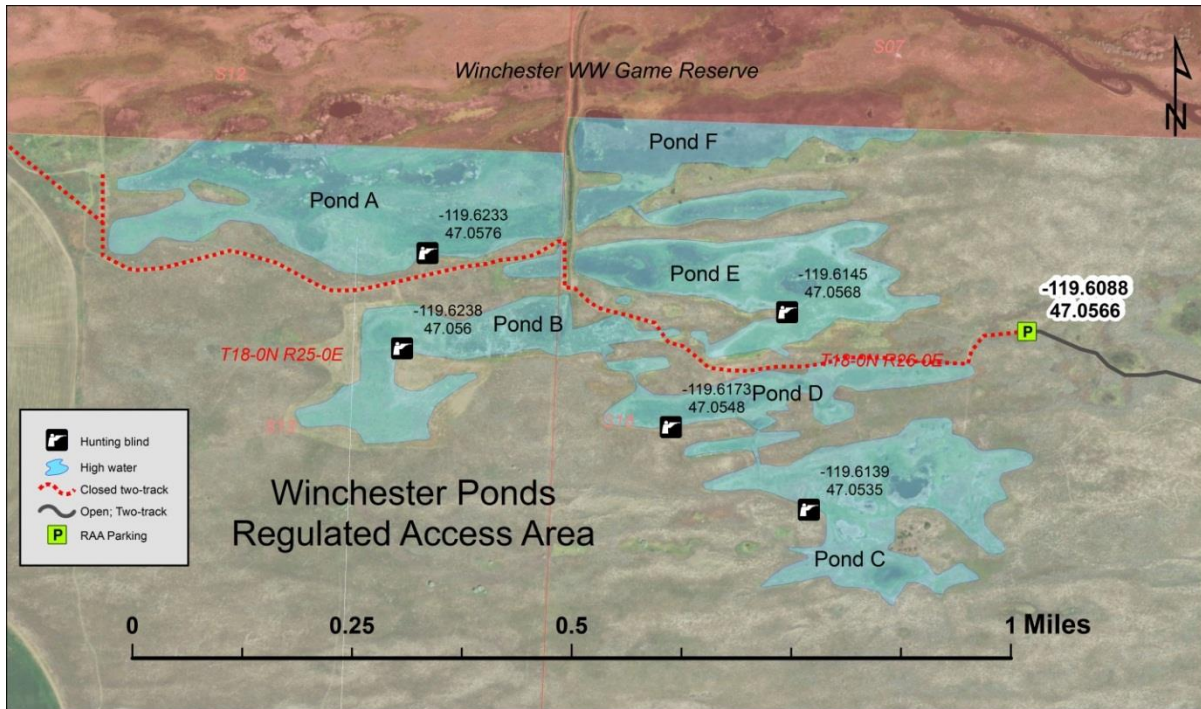 S12
S07
Winchester WW Game Reserve
N
Pond F
Pond A
-119.6233
47.0576
Pond E
-119.6145
47.0568
-119.6088
47.0566
P
-119.6238
47.056
Pond B
T18-0N R25-0E
T18-0N R26-0E
-119.6173
47.0548
Pond D
S13
S18
-119.6139
47.0535
Pond C
Hunting blind
High water
Closed two-track
Open; Two-track
P
RAA Parking
Winchester Ponds
Regulated Access Area
0
0.25
0.5
1 Miles